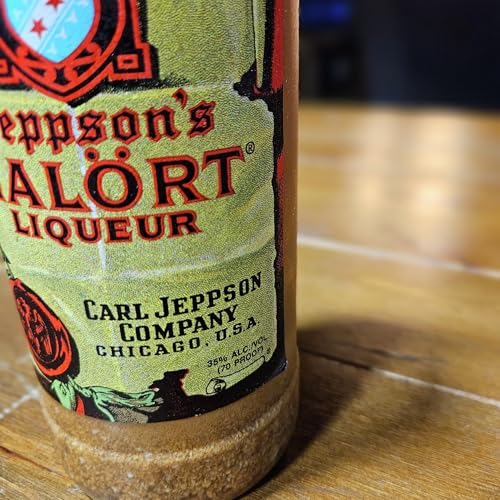 eppson's
ALÖRT®
LIQUEUR
CARL JEPPSON
COMPANY
CHICAGO, U.S.A.
35% ALC./VOL.
(70 PROOF)